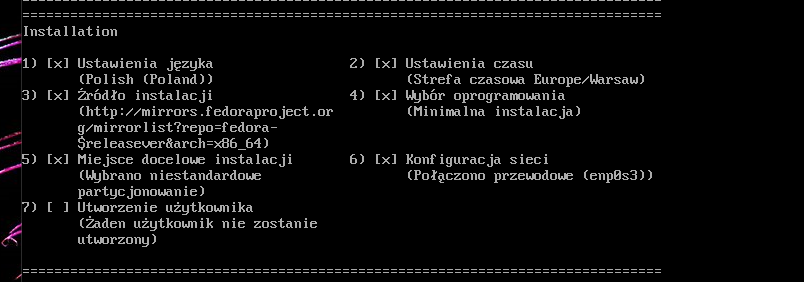 ================================================================================
================================================================================
Installation
1) [x] Ustawienia języka 2) [x] Ustawienia czasu
(Polish (Poland)) (Strefa czasowa Europe/Warsaw)
3) [x] Źródło instalacji 4) [x] Wybór oprogramowania
(http://mirrors.fedoraproject.or (Minimalna instalacja)
g/mirrorlist?repo=fedora-
$releasever&arch=x86_64)
5) [x] Miejsce docelowe instalacji 6) [x] Konfiguracja sieci
(Wybrano niestandardowe (Połączono przewodowe (enp0s3))
partycjonowanie)
7) [ ] Utworzenie użytkownika
(Żaden użytkownik nie zostanie
utworzony)
================================================================================